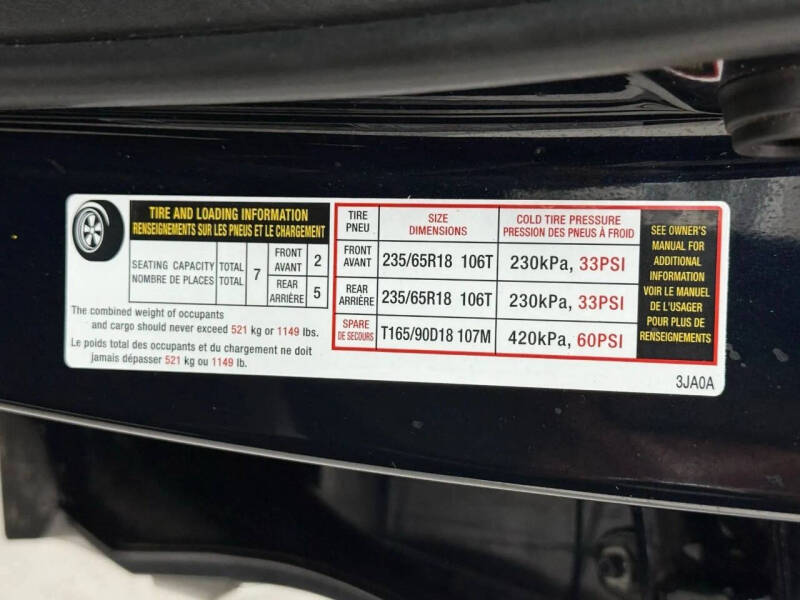 TIRE AND LOADING INFORMATION
RENSEIGNEMENTS SUR LES PNEUS ET LE CHARGEMENT
SEATING CAPACITY TOTAL 7 FRONT AVANT 2
NOMBRE DE PLACES TOTAL REAR ARRIÈRE 5
The combined weight of occupants
and cargo should never exceed 521 kg or 1149 lbs.
Le poids total des occupants et du chargement ne doit
jamais dépasser 521 kg ou 1149 lb.
TIRE PNEU SIZE DIMENSIONS COLD TIRE PRESSURE PRESSION DES PNEUS À FROID
FRONT AVANT 235/65R18 106T 230kPa, 33PSI
REAR ARRIÈRE 235/65R18 106T 230kPa, 33PSI
SPARE DE SECOURS T165/90D18 107M 420kPa, 60PSI
SEE OWNER'S
MANUAL FOR
ADDITIONAL
INFORMATION
VOIR LE MANUEL
DE L'USAGER
POUR PLUS DE
RENSEIGNEMENTS
3JA0A